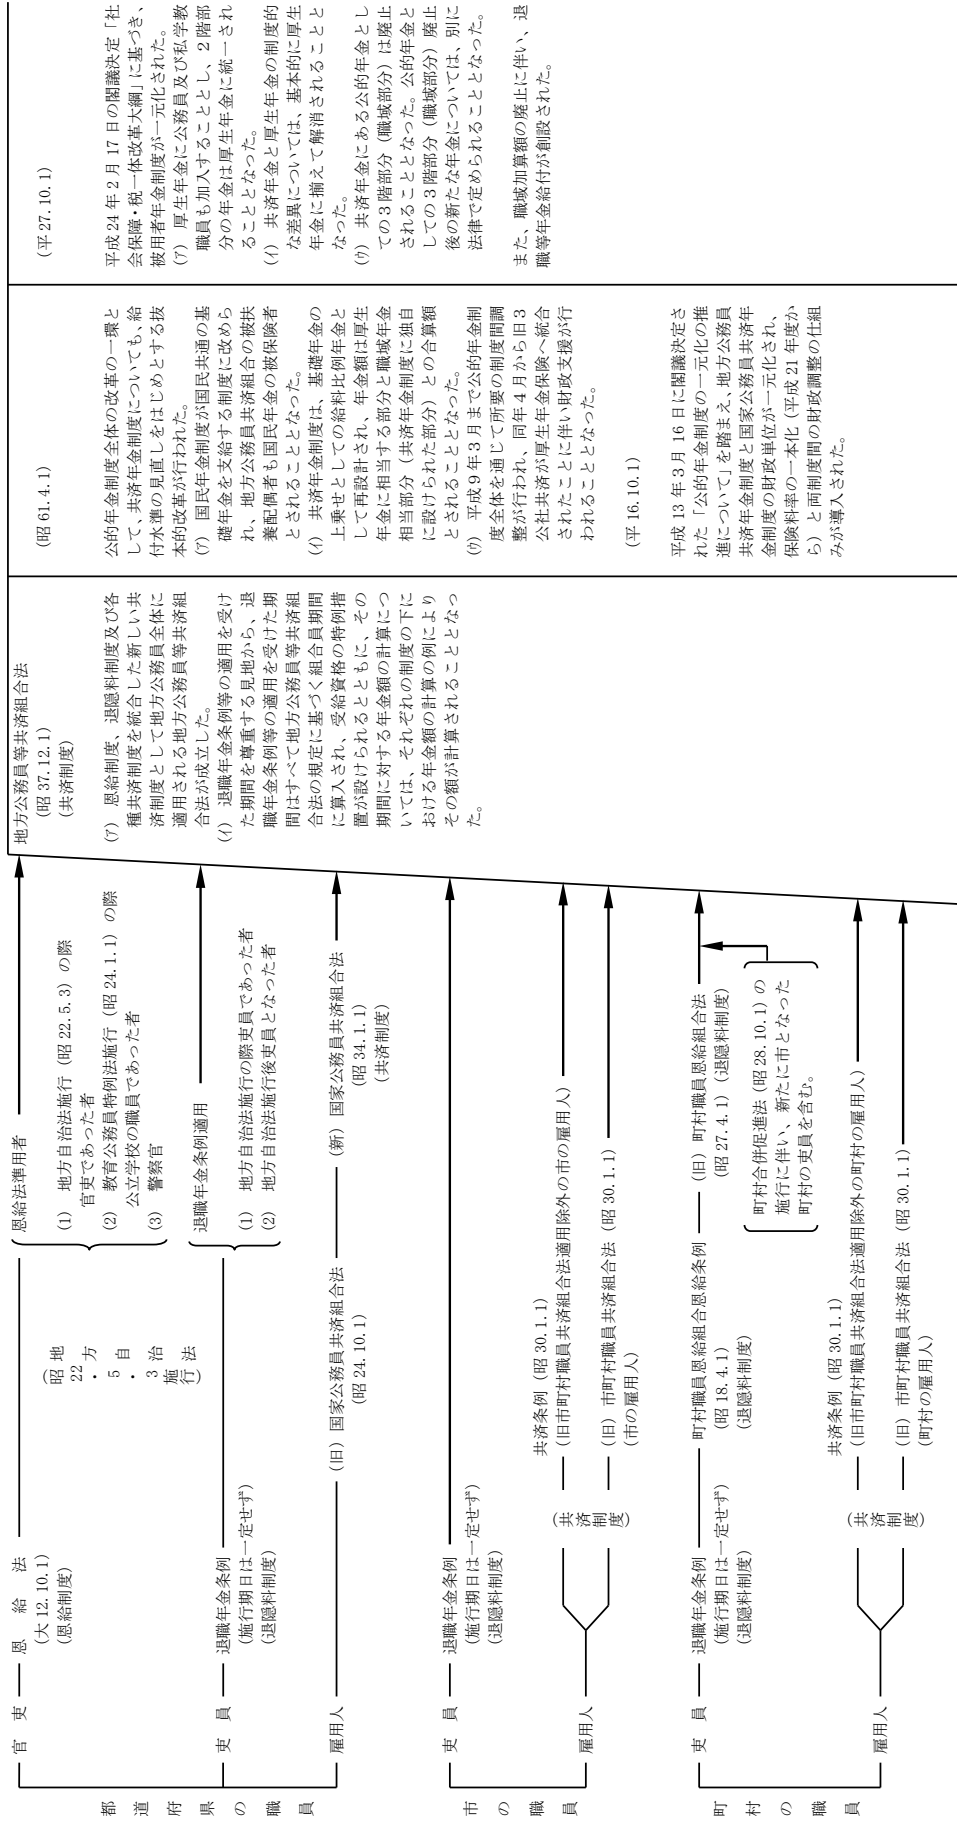 都道府県の職員
官吏
恩給法
(大 12. 10. 1)
(恩給制度)
(昭22・5・3施行)
地方自治法
恩給法準用者
(1) 地方自治法施行（昭 22. 5. 3）の際
官吏であった者
(2) 教育公務員特例法施行（昭 24. 1. 1）の際
公立学校の職員であった者
(3) 警察官
吏員
退職年金条例
(施行期日は一定せず)
(退隠料制度)
退職年金条例適用
(1) 地方自治法施行の際吏員であった者
(2) 地方自治法施行後吏員となった者
雇用人
（旧）国家公務員共済組合法
(昭 24. 10. 1)
（新）国家公務員共済組合法
(昭 34. 1. 1)
(共済制度)
市の職員
吏員
退職年金条例
(施行期日は一定せず)
(退隠料制度)
雇用人
(共済制度)
共済条例（昭 30. 1. 1）
（旧市町村職員共済組合法適用除外の市の雇用人）
（旧）市町村職員共済組合法（昭 30. 1. 1）
(市の雇用人)
町村の職員
吏員
退職年金条例
(施行期日は一定せず)
(退隠料制度)
町村職員恩給組合恩給条例
(昭 18. 4. 1)
(退隠料制度)
（旧）町村職員恩給組合法
(昭 27. 4. 1)（退隠料制度）
町村合併促進法（昭 28. 10. 1）の
施行に伴い、新たに市となった
町村の吏員を含む。
雇用人
(共済制度)
共済条例（昭 30. 1. 1）
（旧市町村職員共済組合法適用除外の町村の雇用人）
（旧）市町村職員共済組合法（昭 30. 1. 1）
(町村の雇用人)
地方公務員等共済組合法
(昭 37. 12. 1)
(共済制度)
(ｱ) 恩給制度、退隠料制度及び各
種共済制度を統合した新しい共
済制度として地方公務員全体に
適用される地方公務員等共済組
合法が成立した。
(ｲ) 退職年金条例等の適用を受け
た期間を尊重する見地から、退
職年金条例等の適用を受けた期
間はすべて地方公務員等共済組
合法の規定に基づく組合員期間
に算入され、受給資格の特例措
置が設けられるとともに、その
期間に対する年金額の計算につ
いては、それぞれの制度の下に
おける年金額の計算の例により
その額が計算されることとなっ
た。
(昭 61. 4. 1)
公的年金制度全体の改革の一環と
して、共済年金制度についても、給
付水準の見直しをはじめとする抜
本的改革が行われた。
(ｱ) 国民年金制度が国民共通の基
礎年金を支給する制度に改めら
れ、地方公務員共済組合の被扶
養配偶者も国民年金の被保険者
とされることとなった。
(ｲ) 共済年金制度は、基礎年金の
上乗せとしての給料比例年金と
して再設計され、年金額は厚生
年金に相当する部分と職域年金
相当部分（共済年金制度に独自
に設けられた部分）との合算額
とされることとなった。
(ｳ) 平成９年３月まで公的年金制
度全体を通じて所要の制度間調
整が行われ、同年４月から旧３
公社共済が厚生年金保険へ統合
されたことに伴い財政支援が行
われることとなった。
(平 16. 10. 1)
平成 13 年３月 16 日に閣議決定さ
れた「公的年金制度の一元化の推
進について」を踏まえ、地方公務員
共済年金制度と国家公務員共済年
金制度の財政単位が一元化され、
保険料率の一本化（平成 21 年度か
ら）と両制度間の財政調整の仕組
みが導入された。
(平 27. 10. 1)
平成 24 年２月 17 日の閣議決定「社
会保障・税一体改革大綱」に基づき、
被用者年金制度が一元化された。
(ｱ) 厚生年金に公務員及び私学教
職員も加入することとし、２階部
分の年金は厚生年金に統一され
ることとなった。
(ｲ) 共済年金と厚生年金の制度的
な差異については、基本的に厚生
年金に揃えて解消されることと
なった。
(ｳ) 共済年金にある公的年金とし
ての３階部分（職域部分）は廃止
されることとなった。公的年金と
しての３階部分（職域部分）廃止
後の新たな年金については、別に
法律で定められることとなった。
また、職域加算額の廃止に伴い、退
職等年金給付が創設された。